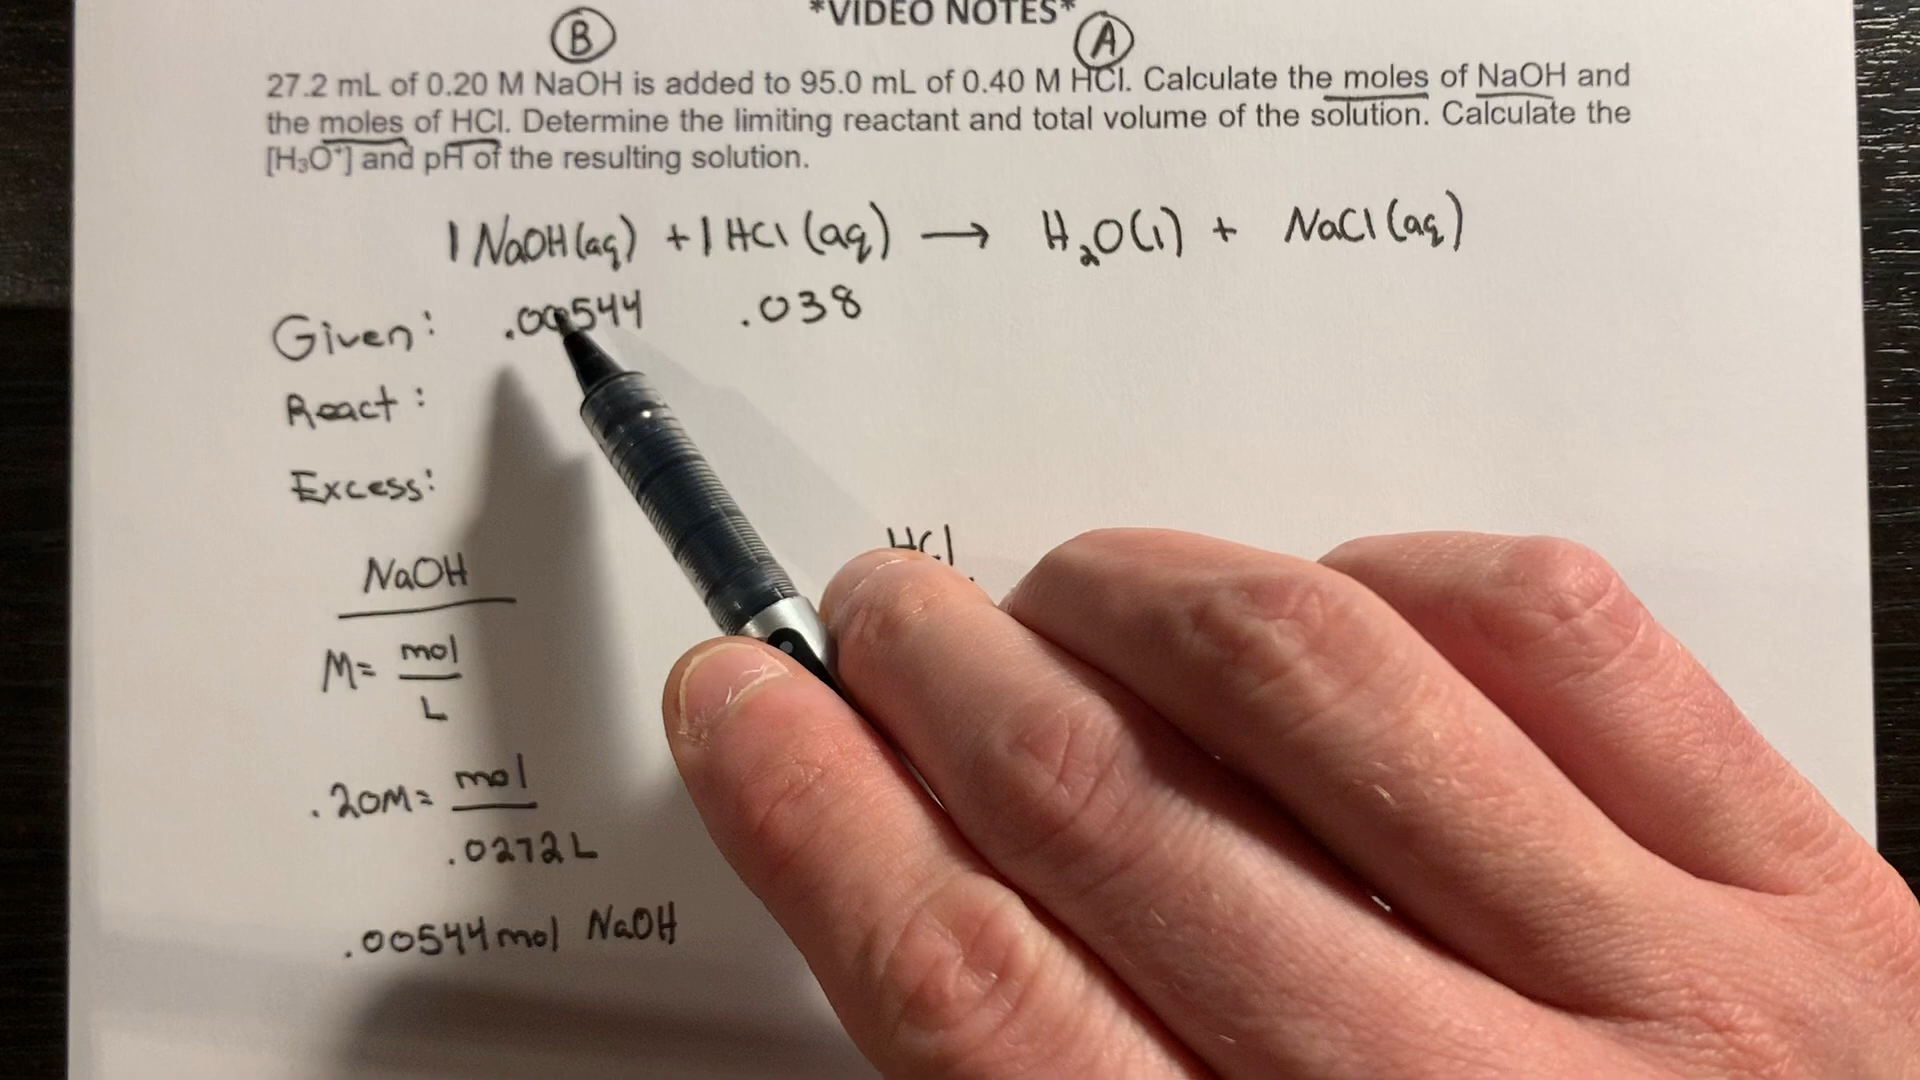 *VIDEO NOTES*
B A
27.2 mL of 0.20 M NaOH is added to 95.0 mL of 0.40 M HCl. Calculate the moles of NaOH and
the moles of HCl. Determine the limiting reactant and total volume of the solution. Calculate the
[H₃O⁺] and pH of the resulting solution.
1 NaOH (aq) + 1 HCl (aq) → H₂O(l) + NaCl (aq)
Given: .00544 .038
React:
Excess:
HCl
NaOH
M= mol
L
.20M= mol
.0272L
.00544mol NaOH